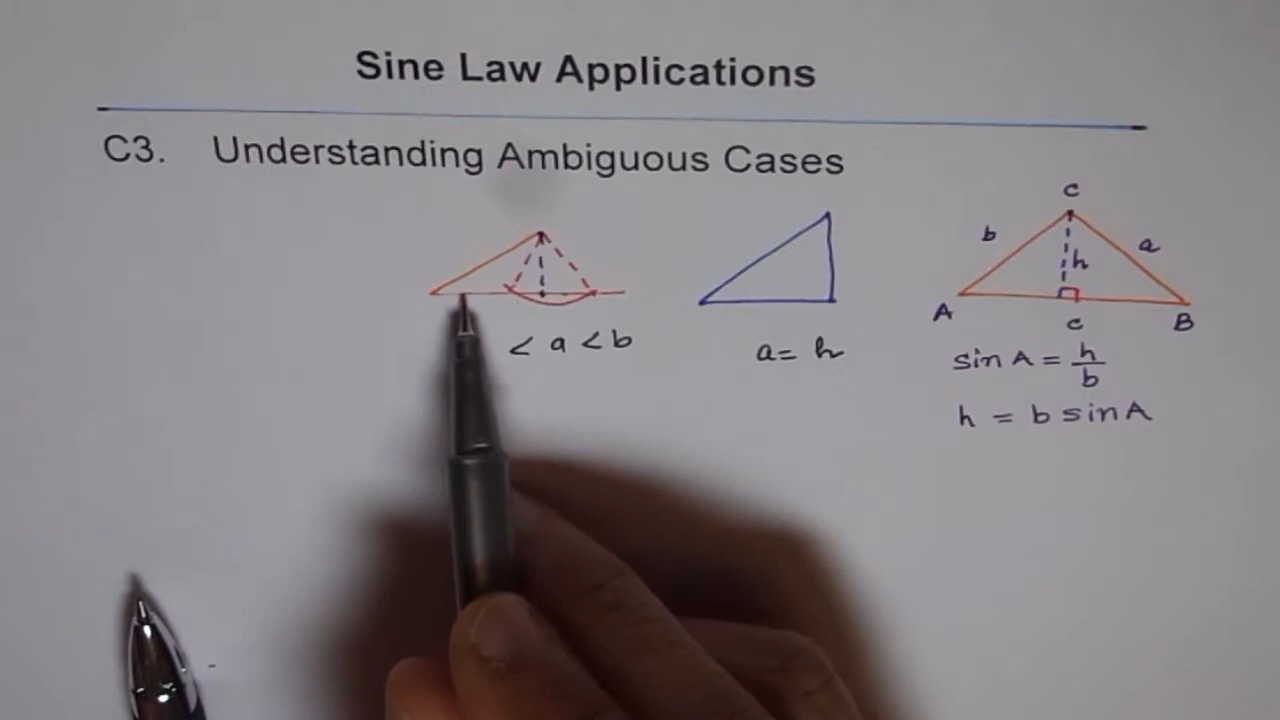 Sine Law Applications
C3. Understanding Ambiguous Cases
C
b a
h
A c B
< a < b
a = h
sin A = h/b
h = b sin A